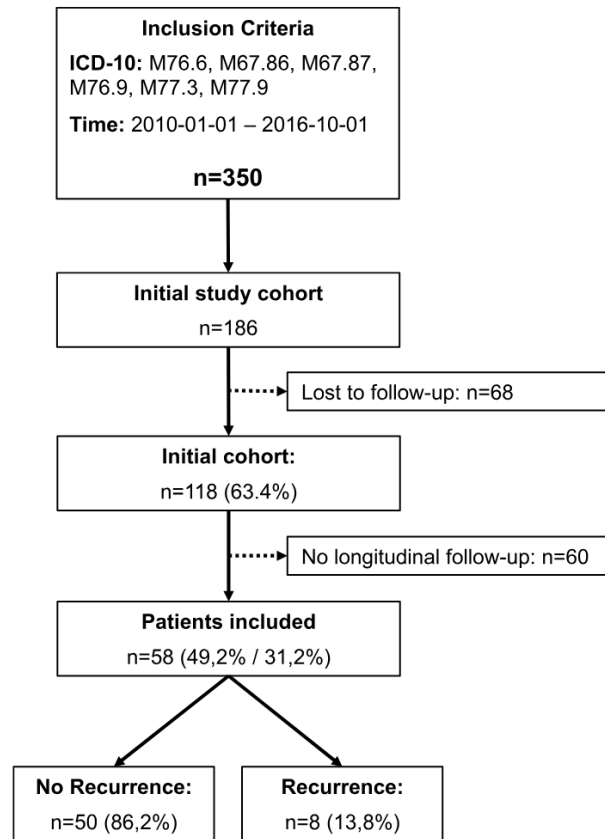 Inclusion Criteria
ICD-10: M76.6, M67.86, M67.87,
M76.9, M77.3, M77.9
Time: 2010-01-01 – 2016-10-01
n=350
Initial study cohort
n=186
Lost to follow-up: n=68
Initial cohort:
n=118 (63.4%)
No longitudinal follow-up: n=60
Patients included
n=58 (49,2% / 31,2%)
No Recurrence:
n=50 (86,2%)
Recurrence:
n=8 (13,8%)